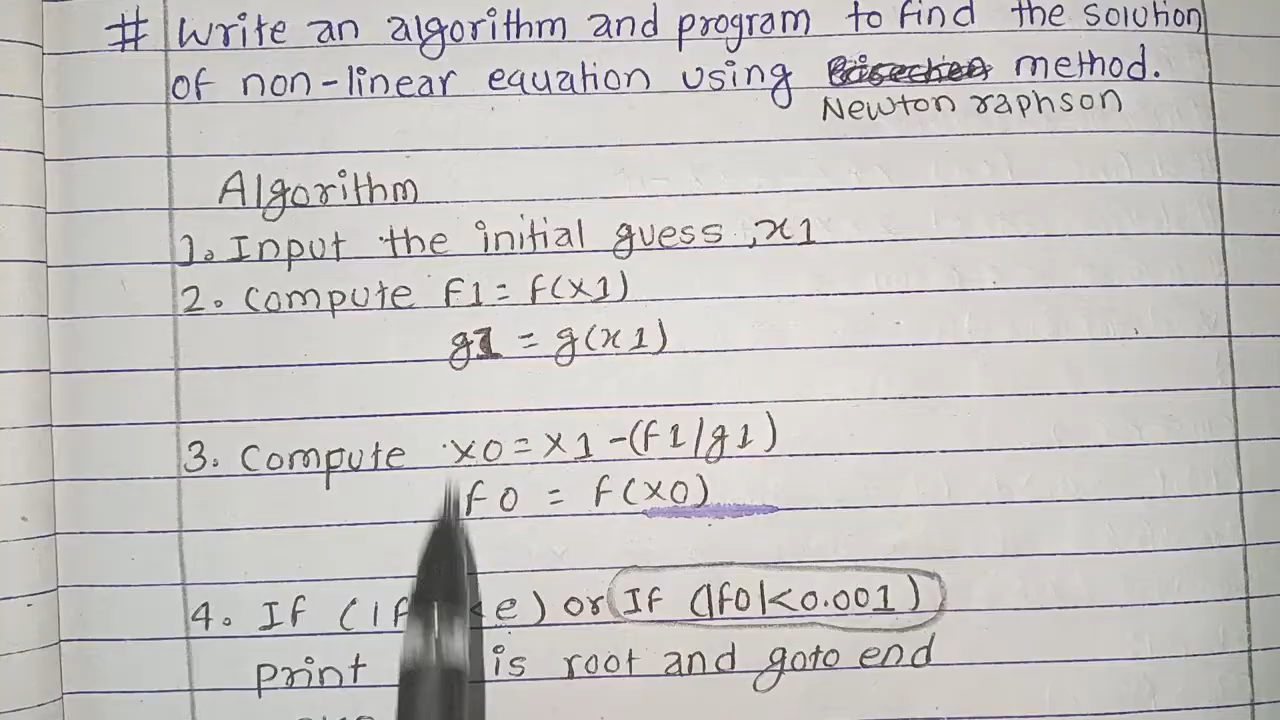 # Write an algorithm and program to find the solution
of non-linear equation using method.
Newton raphson
Algorithm
1. Input the initial guess, x1
2. compute f1 = f(x1)
g1 = g(x1)
3. compute x0 = x1 - (f1/g1)
f0 = f(x0)
4. If (|f <e) or If (|f0|<0.001)
print is root and goto end